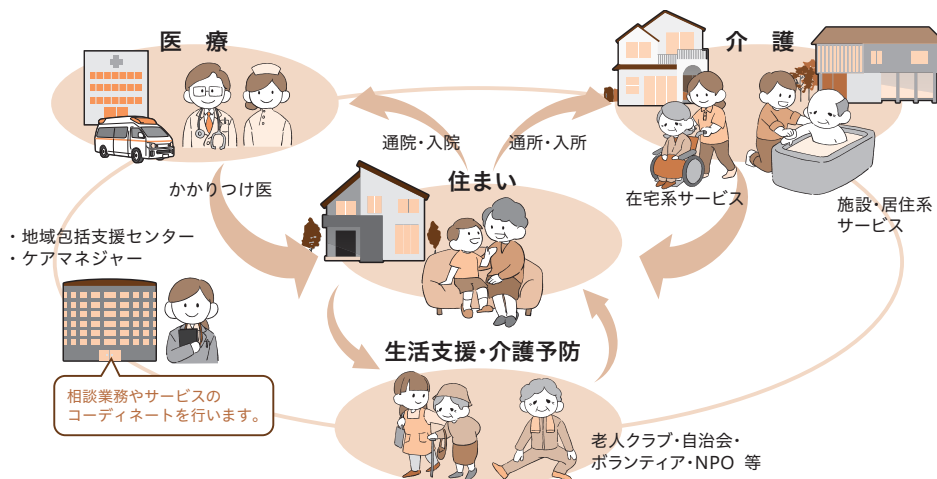 医 療
介 護
通院・入院
通所・入所
かかりつけ医
住まい
在宅系サービス
施設・居住系
サービス
・地域包括支援センター
・ケアマネジャー
相談業務やサービスの
コーディネートを行います。
生活支援・介護予防
老人クラブ・自治会・
ボランティア・NPO 等